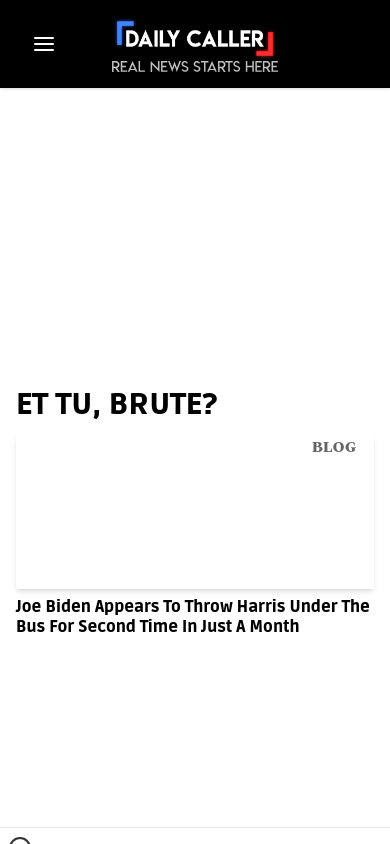 DAILY CALLER
REAL NEWS STARTS HERE
ET TU, BRUTE?
BLOG
Joe Biden Appears To Throw Harris Under The
Bus For Second Time In Just A Month